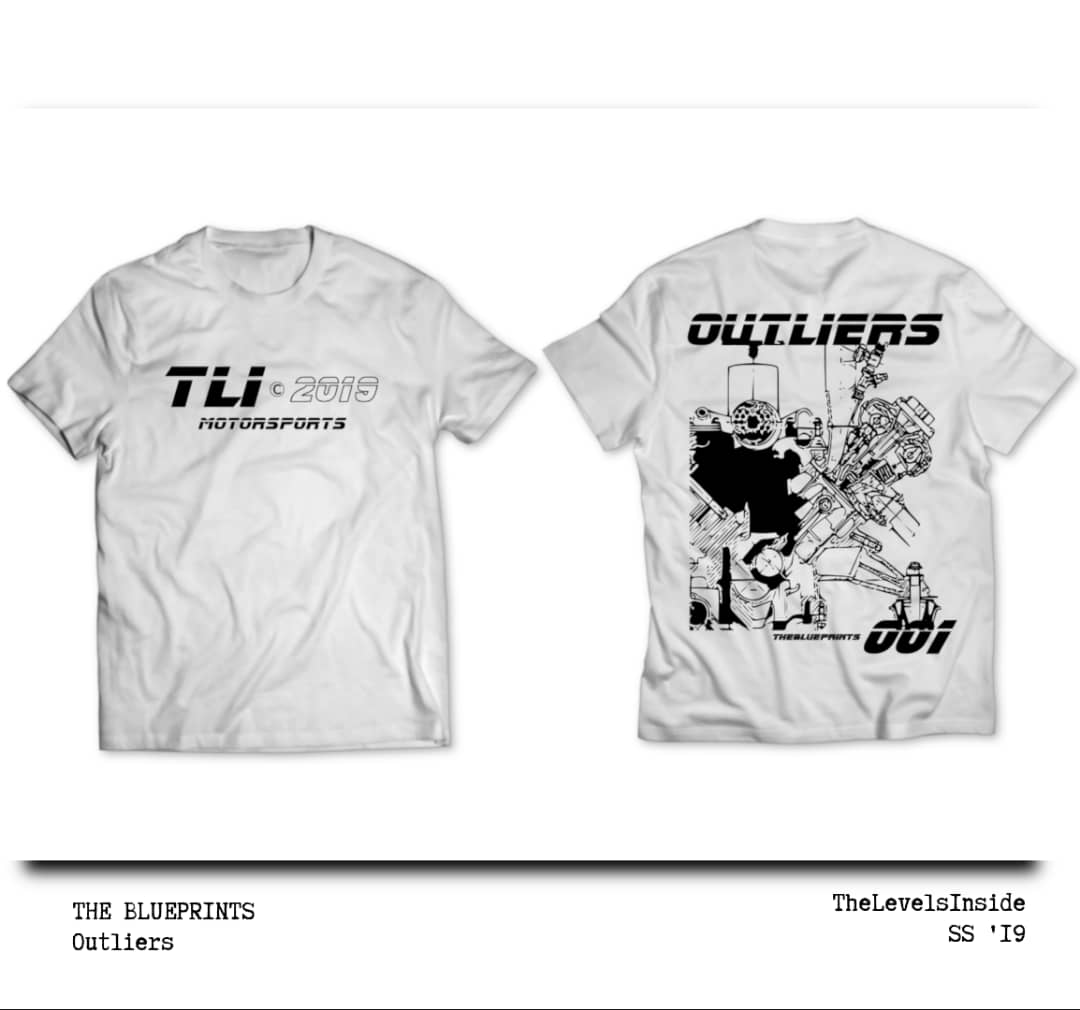 TLI © 2019
MOTORSPORTS
OUTLIERS
THEBLUEPRINTS 001
THE BLUEPRINTS
Outliers
TheLevelsInside
SS 'I9